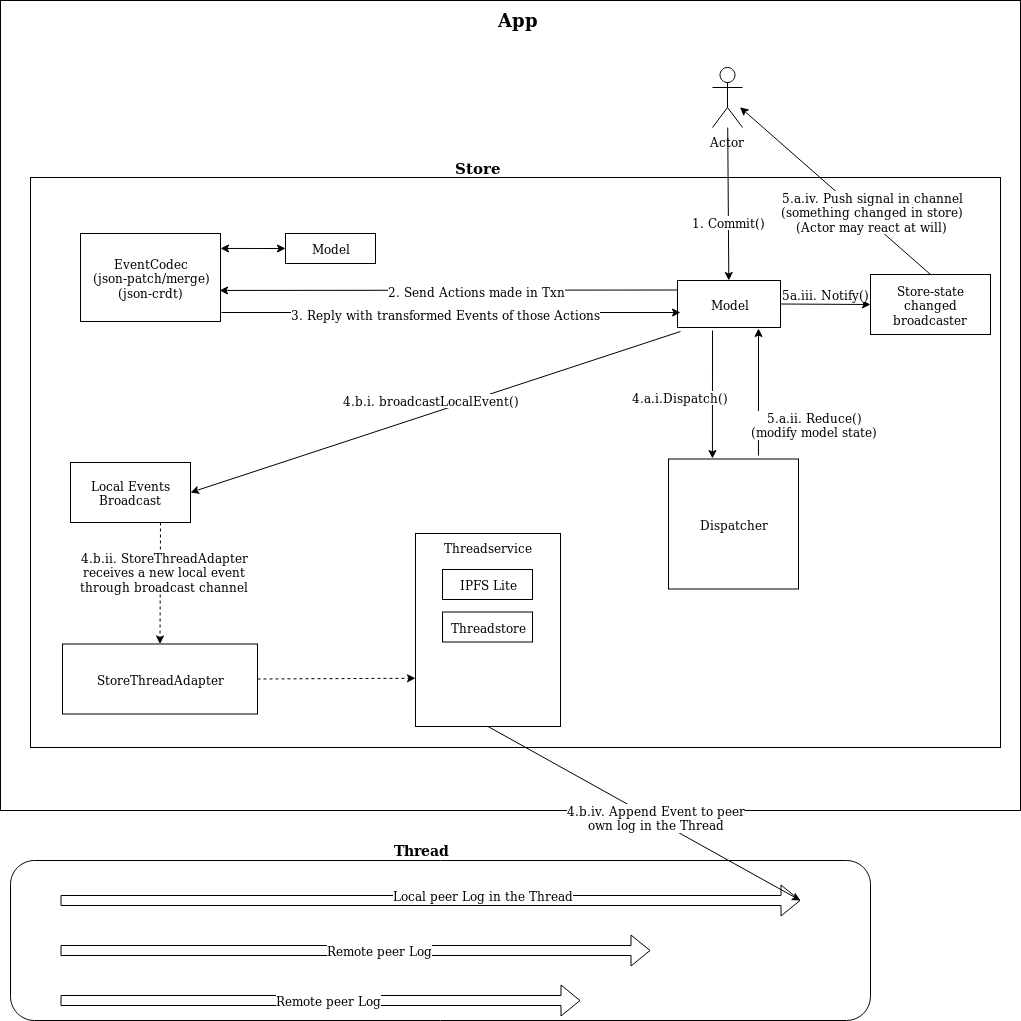 App
Actor
Store
5.a.iv. Push signal in channel
(something changed in store)
(Actor may react at will)
1. Commit()
EventCodec
(json-patch/merge)
(json-crdt)
Model
2. Send Actions made in Txn
3. Reply with transformed Events of those Actions
Model
5a.iii. Notify()
Store-state
changed
broadcaster
4.b.i. broadcastLocalEvent()
4.a.i.Dispatch()
5.a.ii. Reduce()
(modify model state)
Local Events
Broadcast
Dispatcher
4.b.ii. StoreThreadAdapter
receives a new local event
through broadcast channel
Threadservice
IPFS Lite
Threadstore
StoreThreadAdapter
4.b.iv. Append Event to peer
own log in the Thread
Thread
Local peer Log in the Thread
Remote peer Log
Remote peer Log